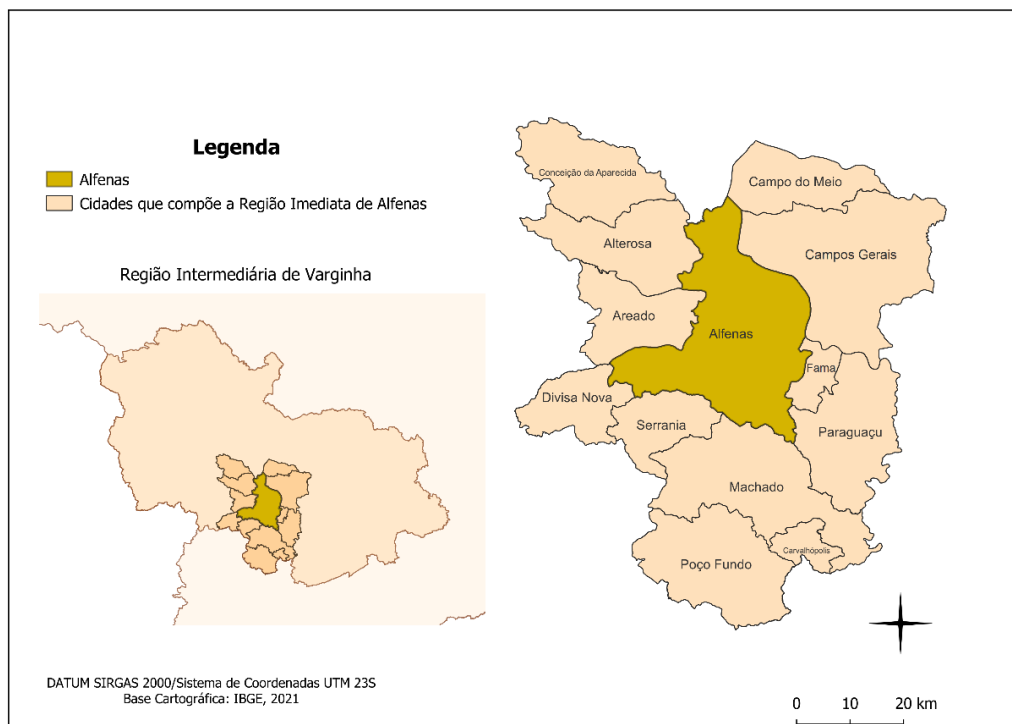 Legenda
Alfenas
Cidades que compõe a Região Imediata de Alfenas
Região Intermediária de Varginha
Conceição da Aparecida
Campo do Meio
Alterosa
Campos Gerais
Areado
Alfenas
Fama
Divisa Nova
Serrania
Paraguaçu
Machado
Carvalhópolis
Poço Fundo
DATUM SIRGAS 2000/Sistema de Coordenadas UTM 23S
Base Cartográfica: IBGE, 2021
0 10 20 km